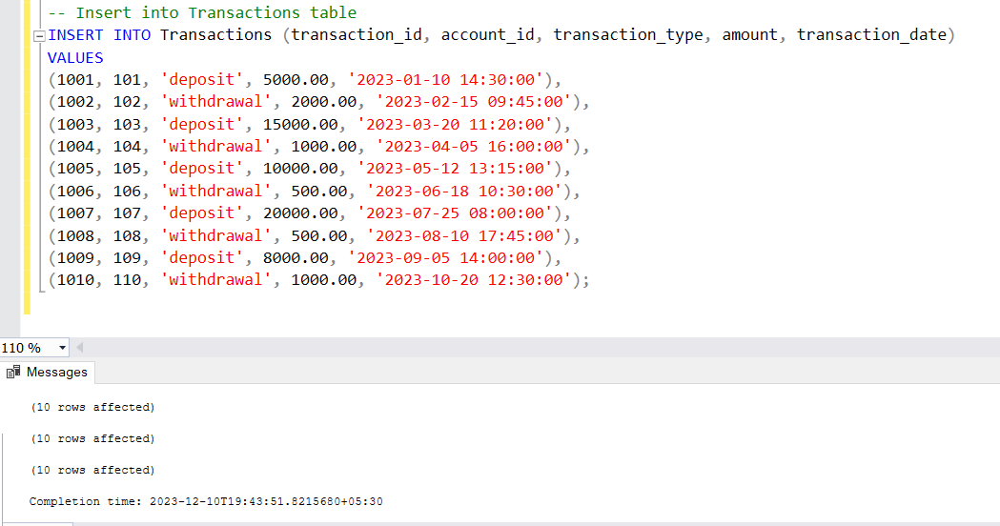 -- Insert into Transactions table
INSERT INTO Transactions (transaction_id, account_id, transaction_type, amount, transaction_date)
VALUES
(1001, 101, 'deposit', 5000.00, '2023-01-10 14:30:00'),
(1002, 102, 'withdrawal', 2000.00, '2023-02-15 09:45:00'),
(1003, 103, 'deposit', 15000.00, '2023-03-20 11:20:00'),
(1004, 104, 'withdrawal', 1000.00, '2023-04-05 16:00:00'),
(1005, 105, 'deposit', 10000.00, '2023-05-12 13:15:00'),
(1006, 106, 'withdrawal', 500.00, '2023-06-18 10:30:00'),
(1007, 107, 'deposit', 20000.00, '2023-07-25 08:00:00'),
(1008, 108, 'withdrawal', 500.00, '2023-08-10 17:45:00'),
(1009, 109, 'deposit', 8000.00, '2023-09-05 14:00:00'),
(1010, 110, 'withdrawal', 1000.00, '2023-10-20 12:30:00');
110 %
Messages
(10 rows affected)
(10 rows affected)
(10 rows affected)
Completion time: 2023-12-10T19:43:51.8215680+05:30